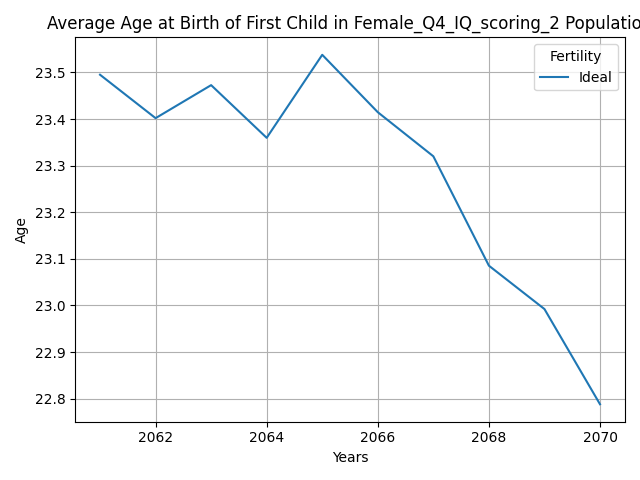 Average Age at Birth of First Child in Female_Q4_IQ_scoring_2 Populatio
Fertility
Ideal
23.5
23.4
23.3
23.2
23.1
23.0
22.9
22.8
Age
2062 2064 2066 2068 2070
Years